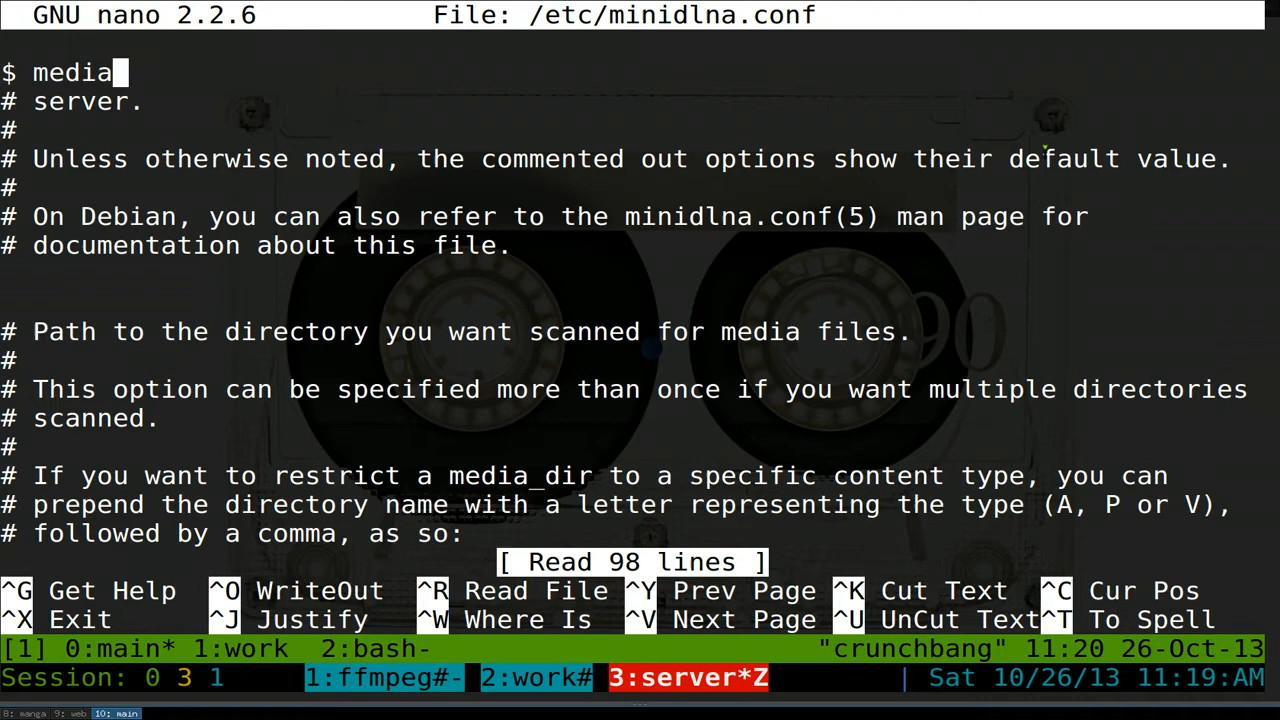 GNU nano 2.2.6 File: /etc/minidlna.conf
$ media
# server.
#
# Unless otherwise noted, the commented out options show their default value.
#
# On Debian, you can also refer to the minidlna.conf(5) man page for
# documentation about this file.
# Path to the directory you want scanned for media files.
#
# This option can be specified more than once if you want multiple directories
# scanned.
#
# If you want to restrict a media_dir to a specific content type, you can
# prepend the directory name with a letter representing the type (A, P or V),
# followed by a comma, as so:
[ Read 98 lines ]
^G Get Help ^O WriteOut ^R Read File ^Y Prev Page ^K Cut Text ^C Cur Pos
^X Exit ^J Justify ^W Where Is ^V Next Page ^U UnCut Text ^T To Spell
[1] 0:main* 1:work 2:bash- "crunchbang" 11:20 26-Oct-13
Session: 0 3 1 1:ffmpeg#- 2:work# 3:server*Z | Sat 10/26/13 11:19:AM
8: manga 9: web 10: main
90